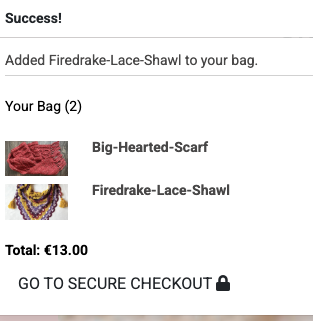 Success!
Added Firedrake-Lace-Shawl to your bag.
Your Bag (2)
Big-Hearted-Scarf
Firedrake-Lace-Shawl
Total: €13.00
GO TO SECURE CHECKOUT